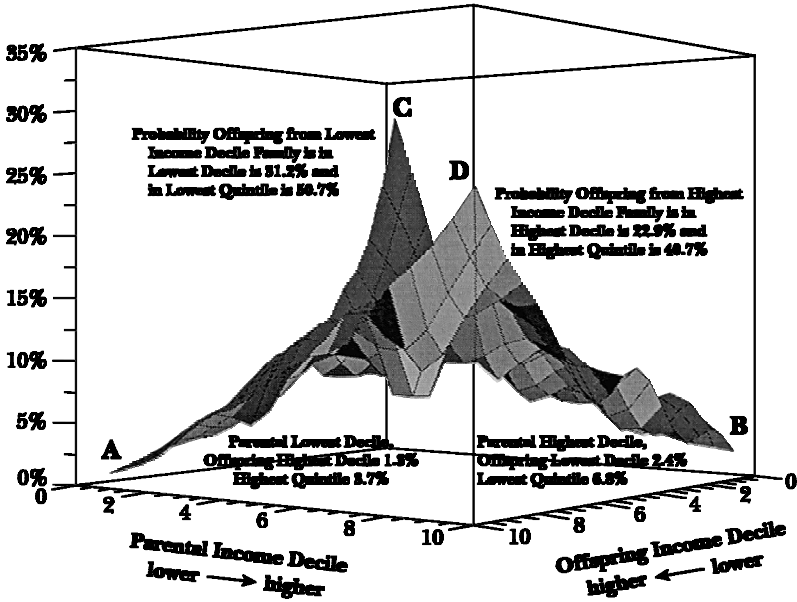 35%
C
30%
Probability Offspring from Lowest
Income Decile Family is in
Lowest Decile is 31.2% and
in Lowest Quintile is 50.7%
D
25%
Probability Offspring from Highest
Income Decile Family is in
Highest Decile is 22.9% and
in Highest Quintile is 40.7%
20%
15%
10%
5%
A
B
Parental Lowest Decile,
Offspring Highest Decile 1.3%
Highest Quintile 3.7%
Parental Highest Decile,
Offspring Lowest Decile 2.4%
Lowest Quintile 6.8%
0%
0 2 4 6 8 10
10 8 6 4 2 0
Parental Income Decile
lower → higher
Offspring Income Decile
higher ← lower